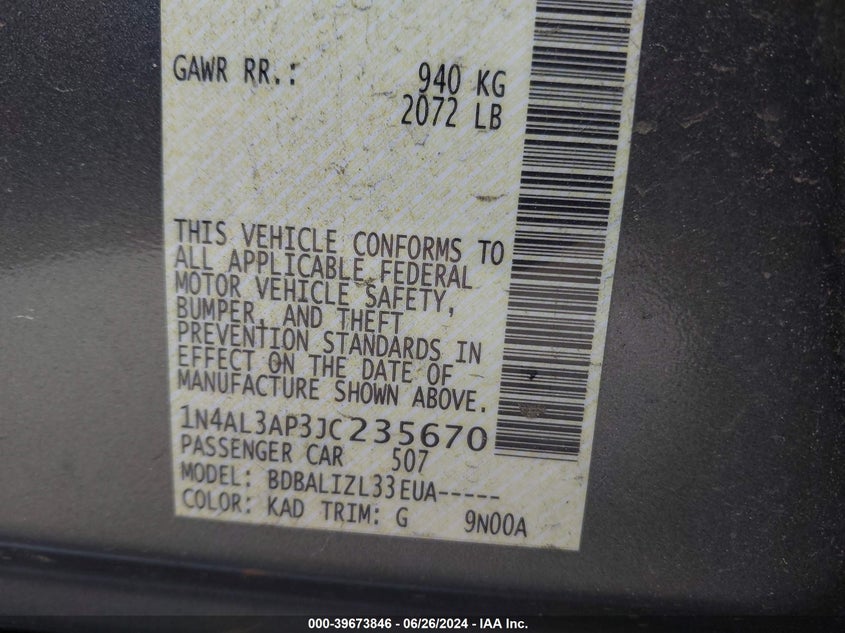 GAWR RR.: 940 KG
2072 LB
THIS VEHICLE CONFORMS TO
ALL APPLICABLE FEDERAL
MOTOR VEHICLE SAFETY,
BUMPER, AND THEFT
PREVENTION STANDARDS IN
EFFECT ON THE DATE OF
MANUFACTURE SHOWN ABOVE.
1N4AL3AP3JC235670
PASSENGER CAR 507
MODEL: BDBALIZL33EUA-----
COLOR: KAD TRIM: G 9N00A
000-39673846 - 06/26/2024 - IAA Inc.